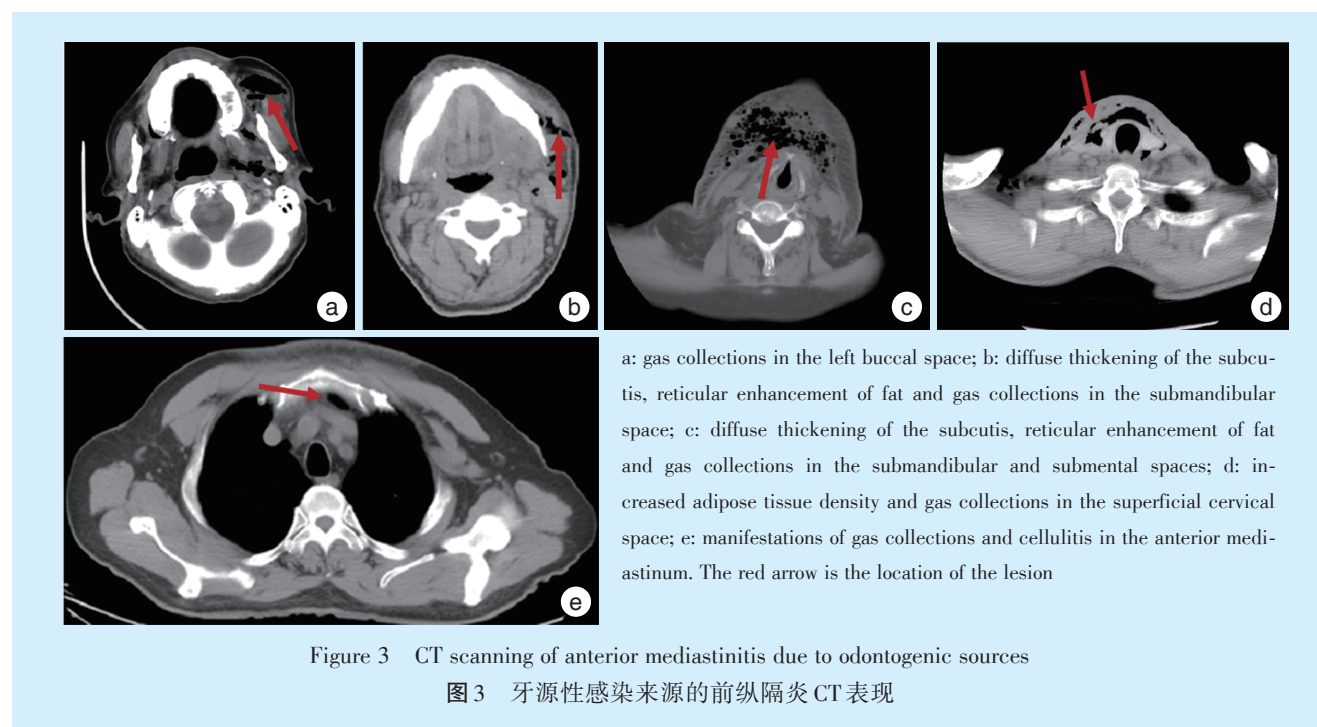 a
b
c
d
e
a: gas collections in the left buccal space; b: diffuse thickening of the subcu-
tis, reticular enhancement of fat and gas collections in the submandibular
space; c: diffuse thickening of the subcutis, reticular enhancement of fat
and gas collections in the submandibular and submental spaces; d: in-
creased adipose tissue density and gas collections in the superficial cervical
space; e: manifestations of gas collections and cellulitis in the anterior medi-
astinum. The red arrow is the location of the lesion
Figure 3 CT scanning of anterior mediastinitis due to odontogenic sources
图3 牙源性感染来源的前纵隔炎CT表现